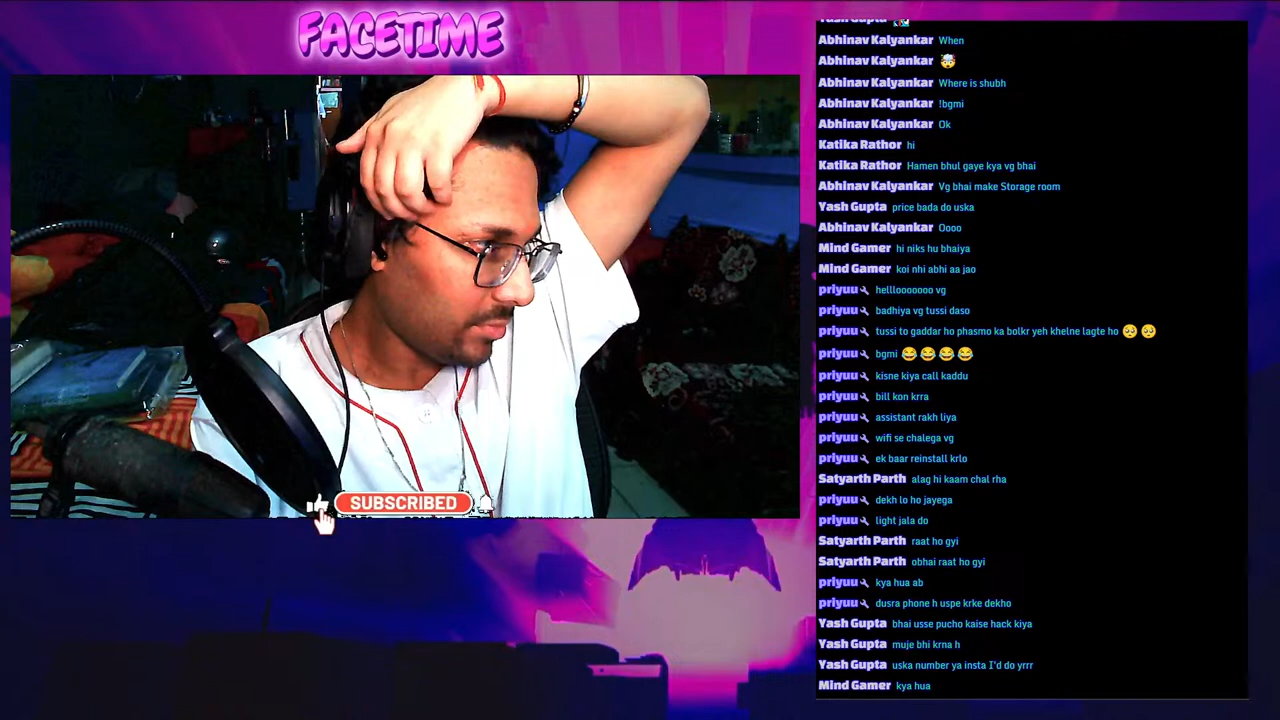 FACETIME
SUBSCRIBED
Yash Gupta
Abhinav Kalyankar When
Abhinav Kalyankar 🤯
Abhinav Kalyankar Where is shubh
Abhinav Kalyankar !bgmi
Abhinav Kalyankar Ok
Katika Rathor hi
Katika Rathor Hamen bhul gaye kya vg bhai
Abhinav Kalyankar Vg bhai make Storage room
Yash Gupta price bada do uska
Abhinav Kalyankar Oooo
Mind Gamer hi niks hu bhaiya
Mind Gamer koi nhi abhi aa jao
priyuu hellloooooo vg
priyuu badhiya vg tussi daso
priyuu tussi to gaddar ho phasmo ka bolkr yeh khelne lagte ho 🥺🥺
priyuu bgmi 😂😂😂😂
priyuu kisne kiya call kaddu
priyuu bill kon krra
priyuu assistant rakh liya
priyuu wifi se chalega vg
priyuu ek baar reinstall krlo
Satyarth Parth alag hi kaam chal rha
priyuu dekh lo ho jayega
priyuu light jala do
Satyarth Parth raat ho gyi
Satyarth Parth obhai raat ho gyi
priyuu kya hua ab
priyuu dusra phone h uspe krke dekho
Yash Gupta bhai usse pucho kaise hack kiya
Yash Gupta muje bhi krna h
Yash Gupta uska number ya insta I'd do yrrr
Mind Gamer kya hua